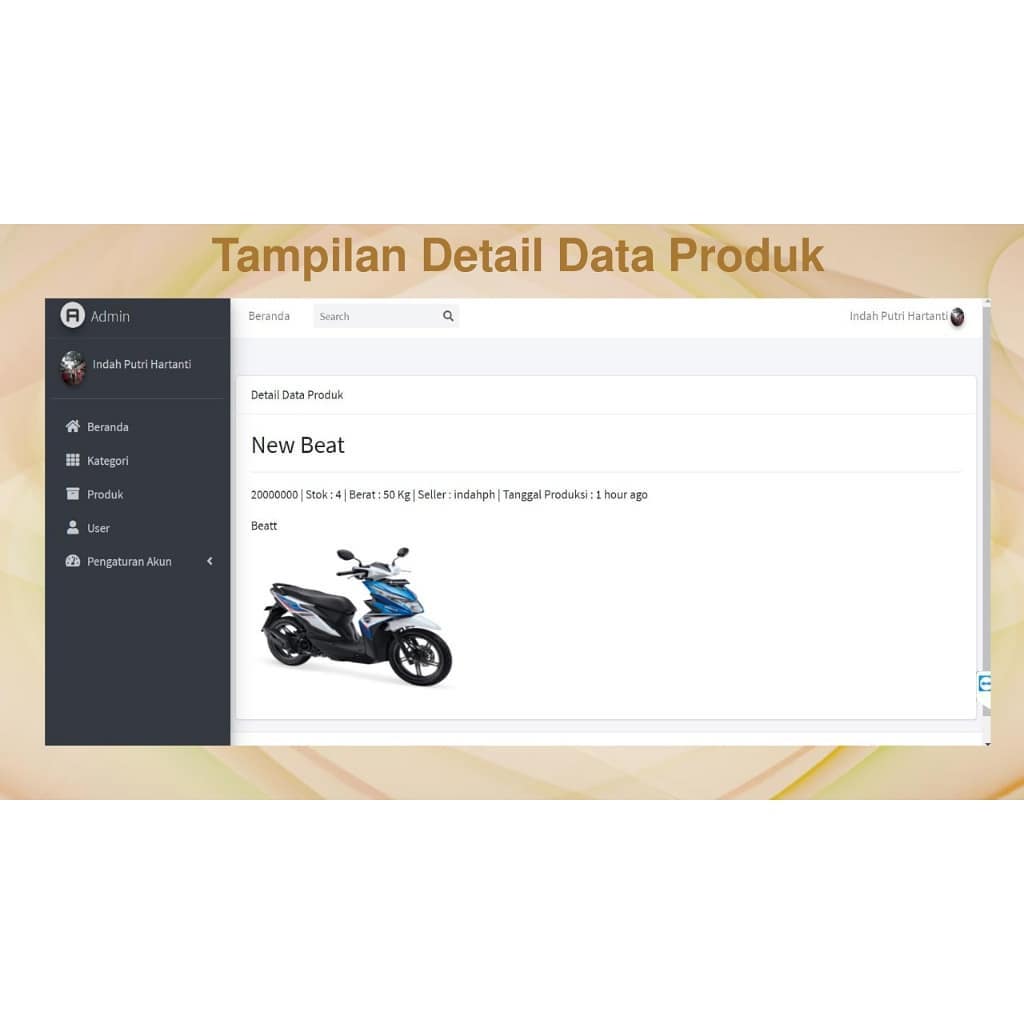 Tampilan Detail Data Produk
Admin
Beranda
Search
Indah Putri Hartanti
Indah Putri Hartanti
Beranda
Kategori
Produk
User
Pengaturan Akun
Detail Data Produk
New Beat
20000000 | Stok : 4 | Berat : 50 Kg | Seller : indahph | Tanggal Produksi : 1 hour ago
Beatt